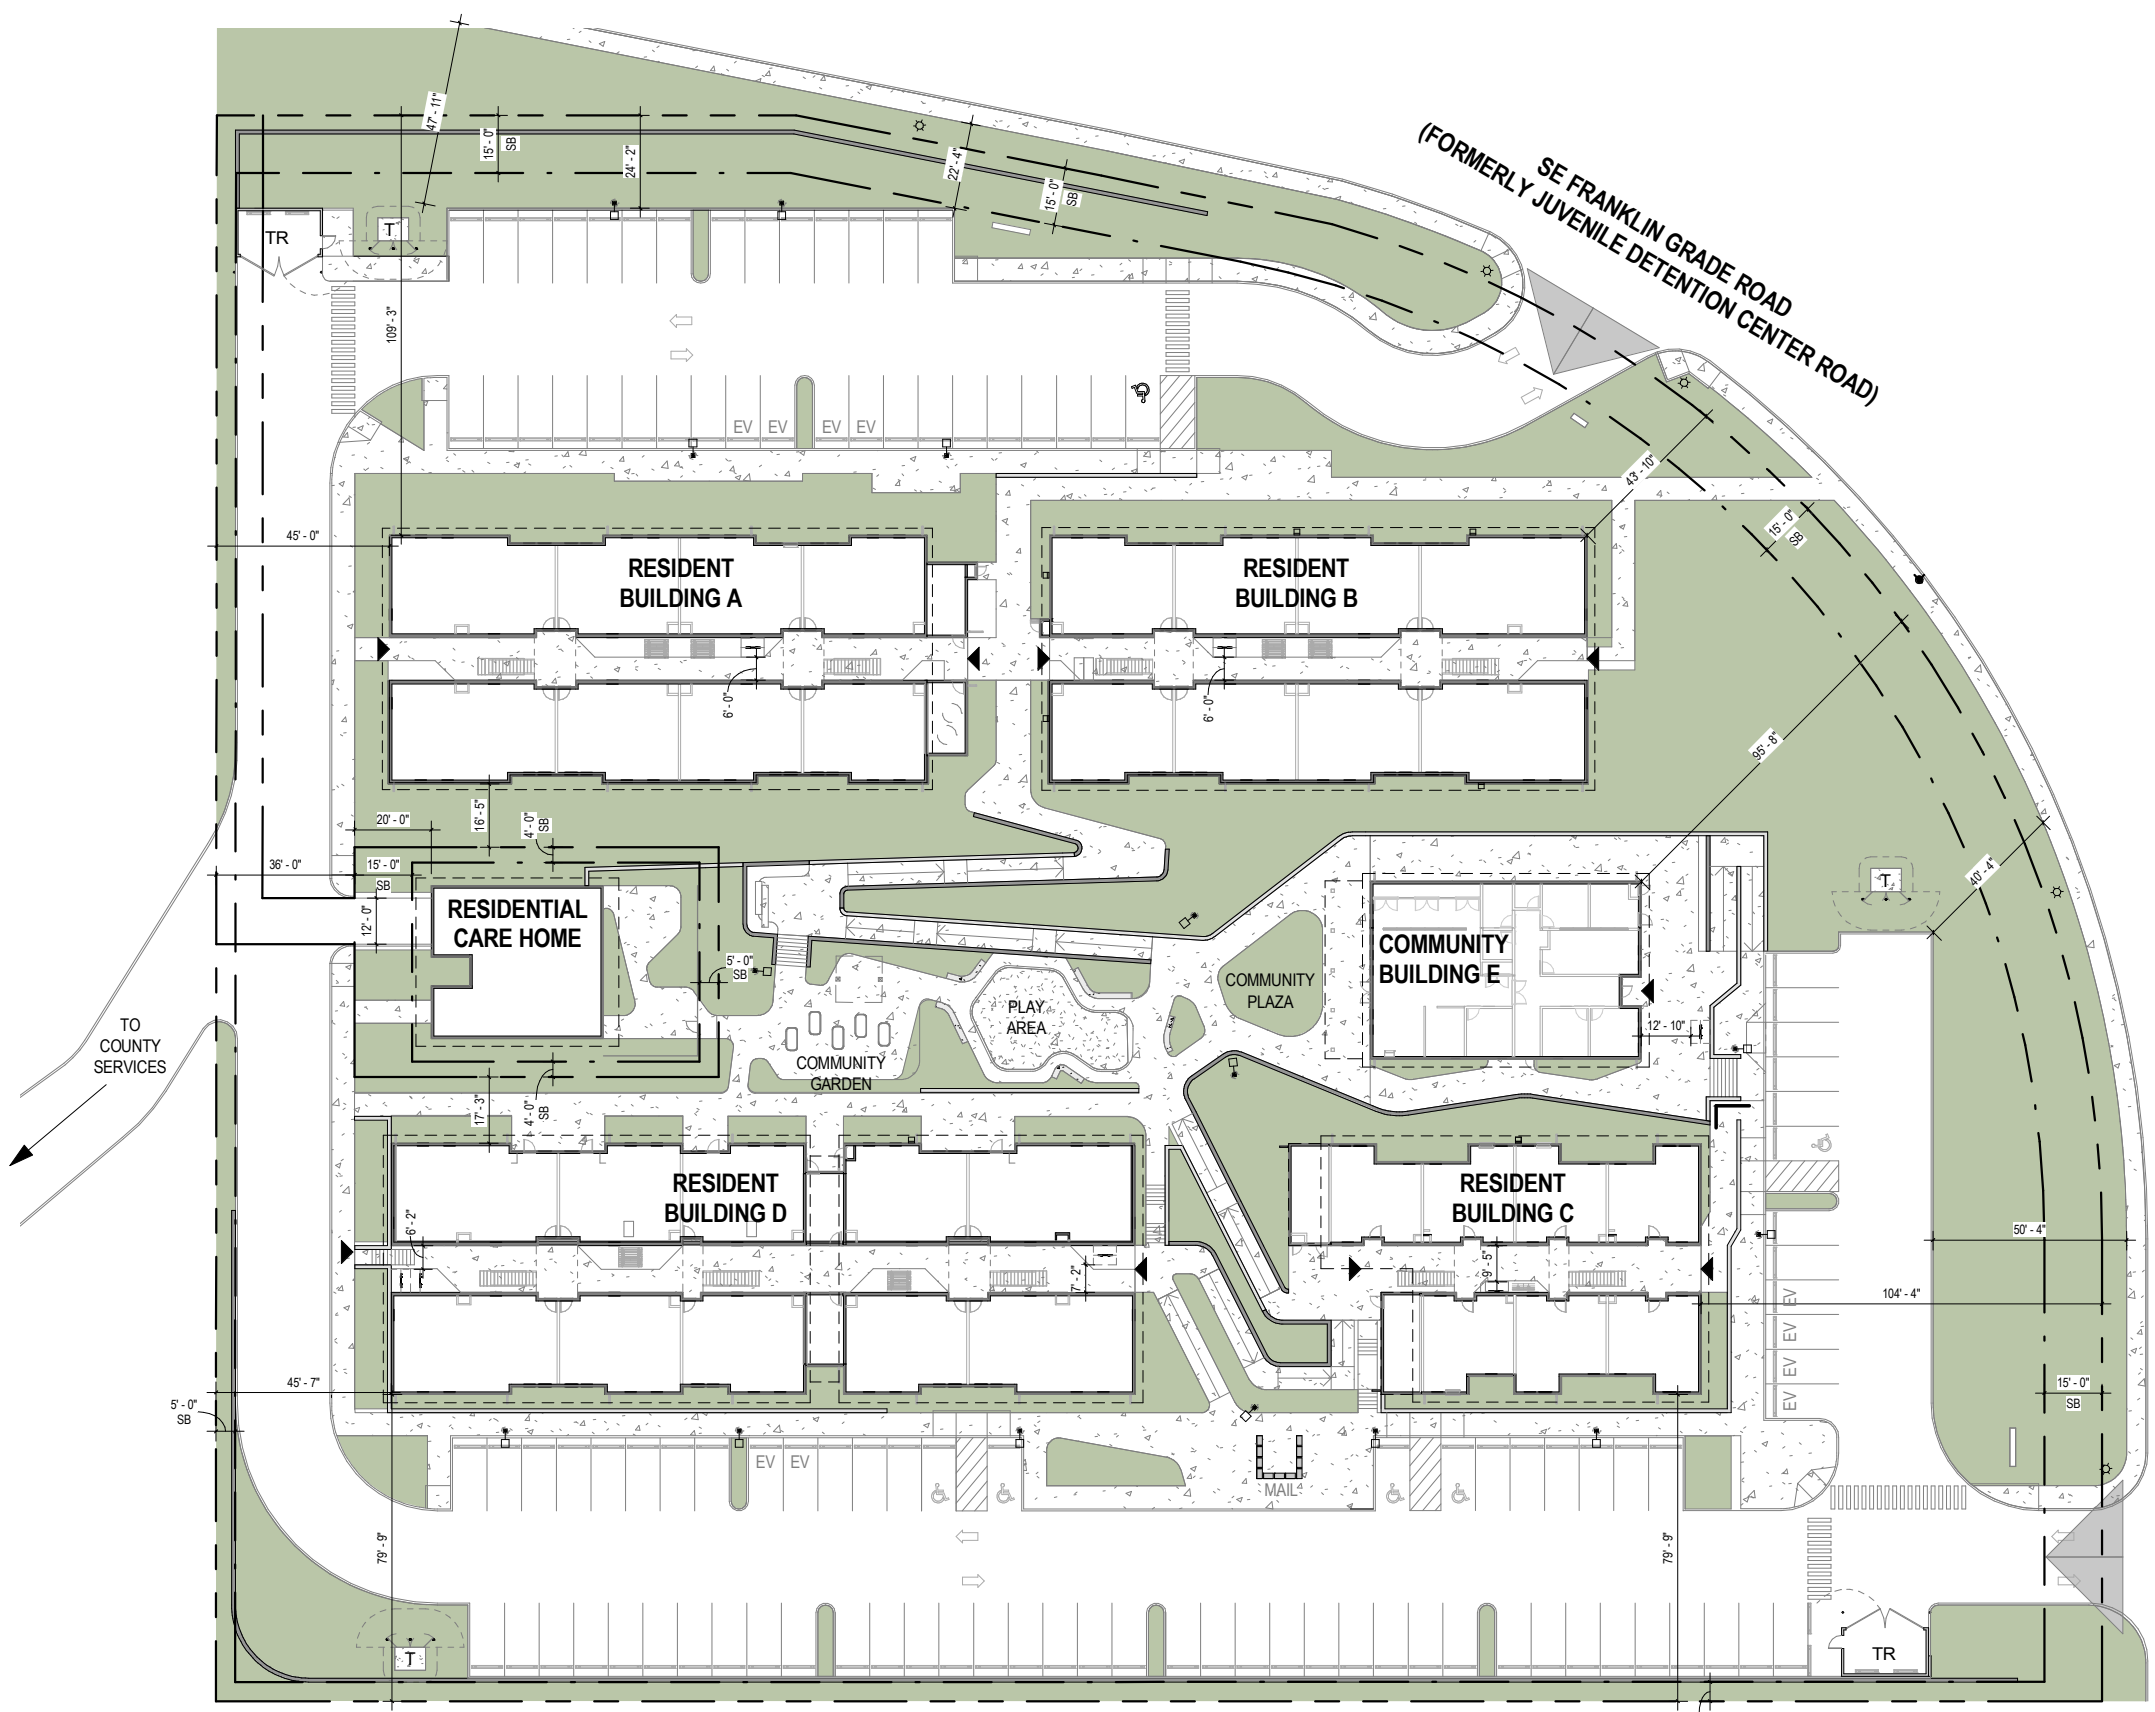 47' - 11"
15' - 0"
SB
24' - 2"
22' - 4"
15' - 0"
SB
SE FRANKLIN GRADE ROAD
(FORMERLY JUVENILE DETENTION CENTER ROAD)
TR
T
109' - 3"
EV EV EV EV
43' - 10"
15' - 0"
SB
45' - 0"
RESIDENT
BUILDING A
RESIDENT
BUILDING B
6' - 0"
6' - 0"
95' - 8"
20' - 0"
16' - 5"
4' - 0"
SB
36' - 0"
15' - 0"
SB
12' - 0"
RESIDENTIAL
CARE HOME
5' - 0"
SB
COMMUNITY
BUILDING E
COMMUNITY
PLAZA
T
40' - 4"
PLAY
AREA
12' - 10"
TO
COUNTY
SERVICES
COMMUNITY
GARDEN
17' - 3"
4' - 0"
SB
RESIDENT
BUILDING D
RESIDENT
BUILDING C
6' - 2"
7' - 2"
9' - 5"
50' - 4"
104' - 4"
EV
EV
EV
EV
45' - 7"
15' - 0"
SB
5' - 0"
SB
EV EV
MAIL
79' - 9"
79' - 9"
T
TR